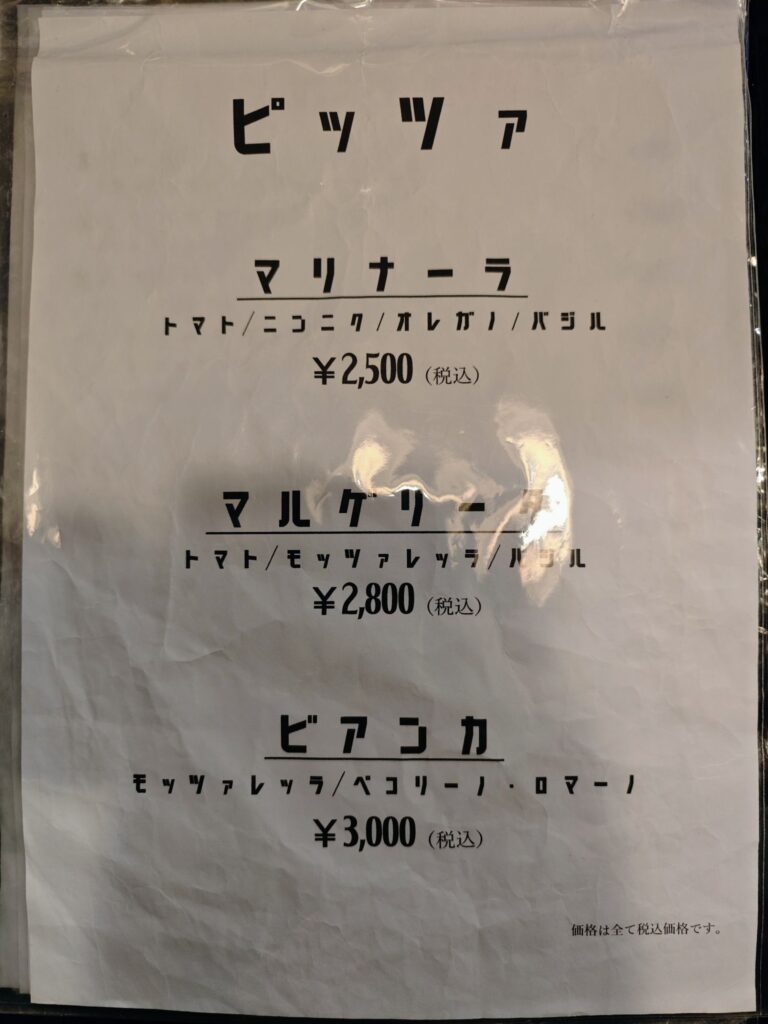 ピッツァ
マリナーラ
トマト/ニンニク/オレガノ/バジル
¥2,500（税込）
マルゲリータ
トマト/モッツァレッラ/バジル
¥2,800（税込）
ビアンカ
モッツァレッラ/ペコリーノ・ロマーノ
¥3,000（税込）
価格は全て税込価格です。